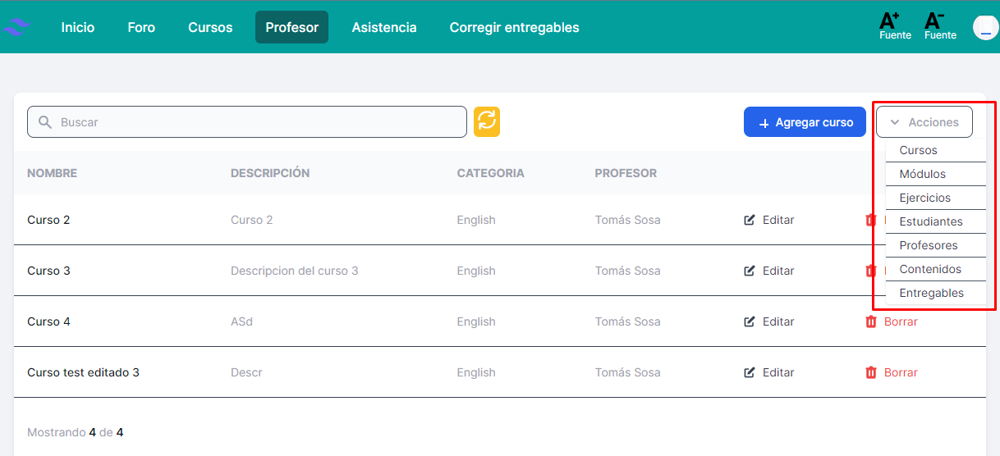 Inicio Foro Cursos Profesor Asistencia Corregir entregables A+ Fuente A- Fuente
Buscar + Agregar curso Acciones
Cursos
NOMBRE DESCRIPCIÓN CATEGORIA PROFESOR
Módulos
Ejercicios
Curso 2 Curso 2 English Tomás Sosa Editar
Estudiantes
Profesores
Curso 3 Descripcion del curso 3 English Tomás Sosa Editar
Contenidos
Entregables
Curso 4 ASd English Tomás Sosa Editar Borrar
Curso test editado 3 Descr English Tomás Sosa Editar Borrar
Mostrando 4 de 4